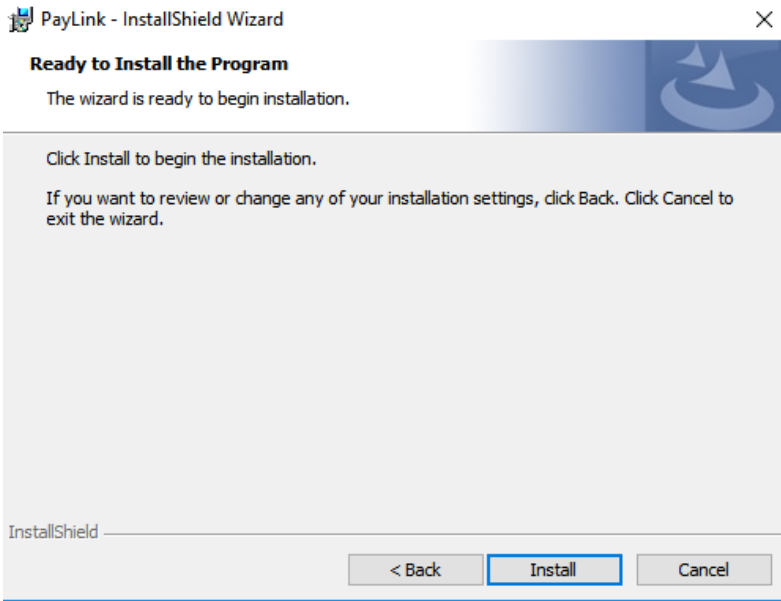 PayLink - InstallShield Wizard
Ready to Install the Program
The wizard is ready to begin installation.
Click Install to begin the installation.
If you want to review or change any of your installation settings, click Back. Click Cancel to
exit the wizard.
InstallShield
< Back
Install
Cancel